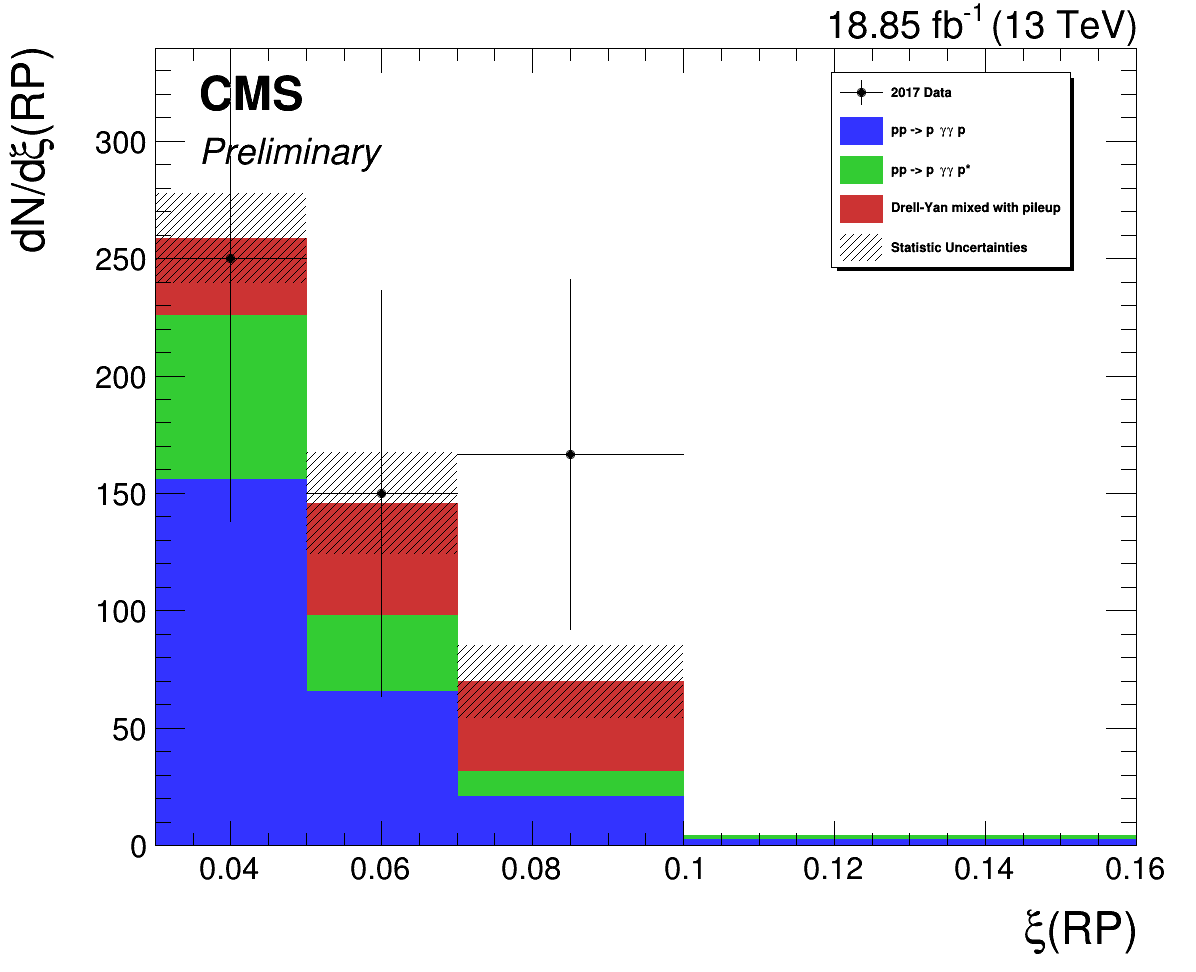 18.85 fb⁻¹ (13 TeV)
dN/dξ(RP)
CMS
Preliminary
2017 Data
pp -> p γγ p
pp -> p γγ p*
Drell-Yan mixed with pileup
Statistic Uncertainties
300
250
200
150
100
50
0
0.04 0.06 0.08 0.1 0.12 0.14 0.16
ξ(RP)